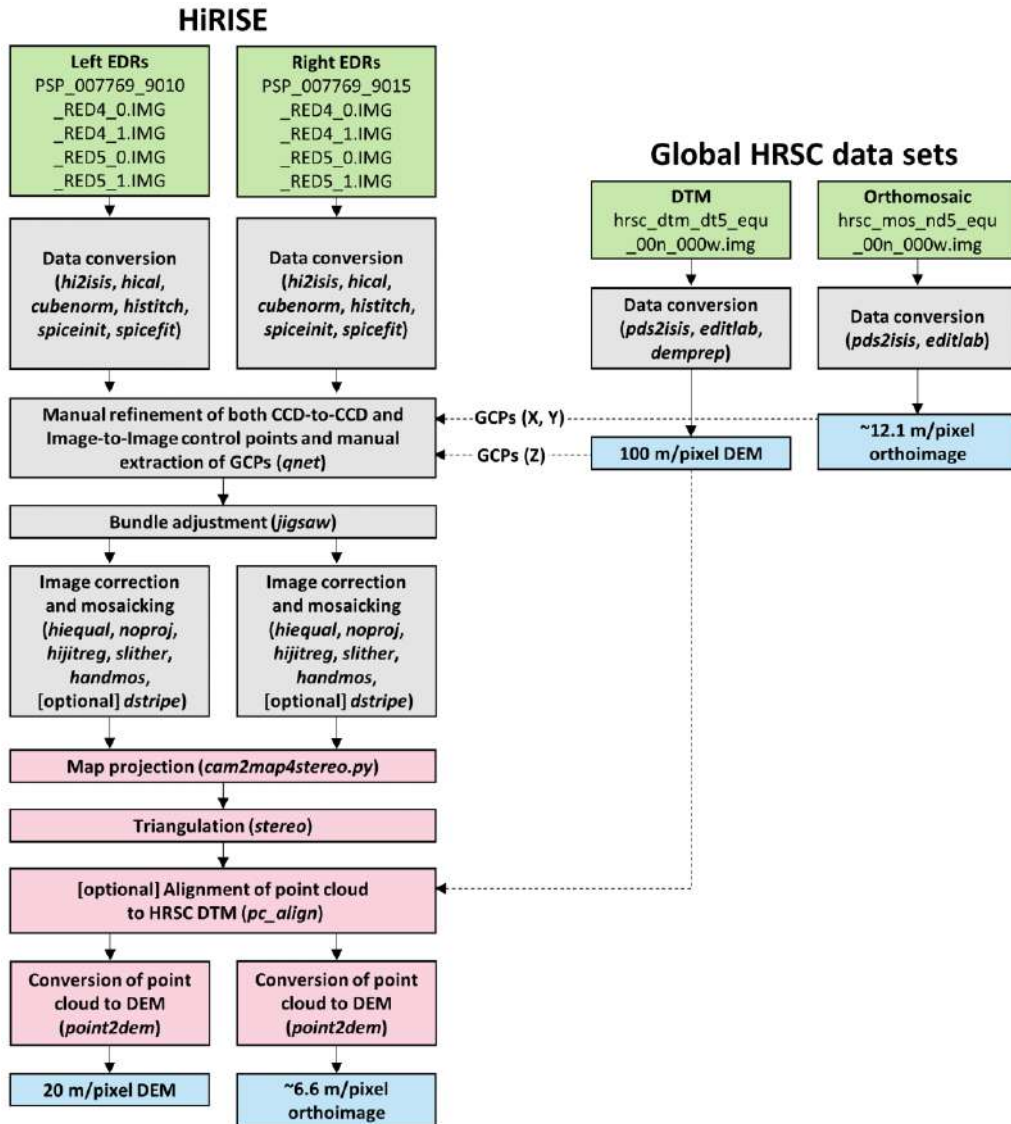 HiRISE
Left EDRs
PSP_007769_9010
_RED4_0.IMG
_RED4_1.IMG
_RED5_0.IMG
_RED5_1.IMG
Right EDRs
PSP_007769_9015
_RED4_0.IMG
_RED4_1.IMG
_RED5_0.IMG
_RED5_1.IMG
Global HRSC data sets
DTM
hrsc_dtm_dt5_equ
_00n_000w.img
Orthomosaic
hrsc_mos_nd5_equ
_00n_000w.img
Data conversion
(hi2isis, hical,
cubenorm, histitch,
spiceinit, spicefit)
Data conversion
(hi2isis, hical,
cubenorm, histitch,
spiceinit, spicefit)
Data conversion
(pds2isis, editlab,
demprep)
Data conversion
(pds2isis, editlab)
Manual refinement of both CCD-to-CCD and
Image-to-Image control points and manual
extraction of GCPs (qnet)
GCPs (X, Y)
GCPs (Z)
100 m/pixel DEM
~12.1 m/pixel
orthoimage
Bundle adjustment (jigsaw)
Image correction
and mosaicking
(hiequal, noproj,
hijitreg, slither,
handmos,
[optional] dstripe)
Image correction
and mosaicking
(hiequal, noproj,
hijitreg, slither,
handmos,
[optional] dstripe)
Map projection (cam2map4stereo.py)
Triangulation (stereo)
[optional] Alignment of point cloud
to HRSC DTM (pc_align)
Conversion of point
cloud to DEM
(point2dem)
Conversion of point
cloud to DEM
(point2dem)
20 m/pixel DEM
~6.6 m/pixel
orthoimage